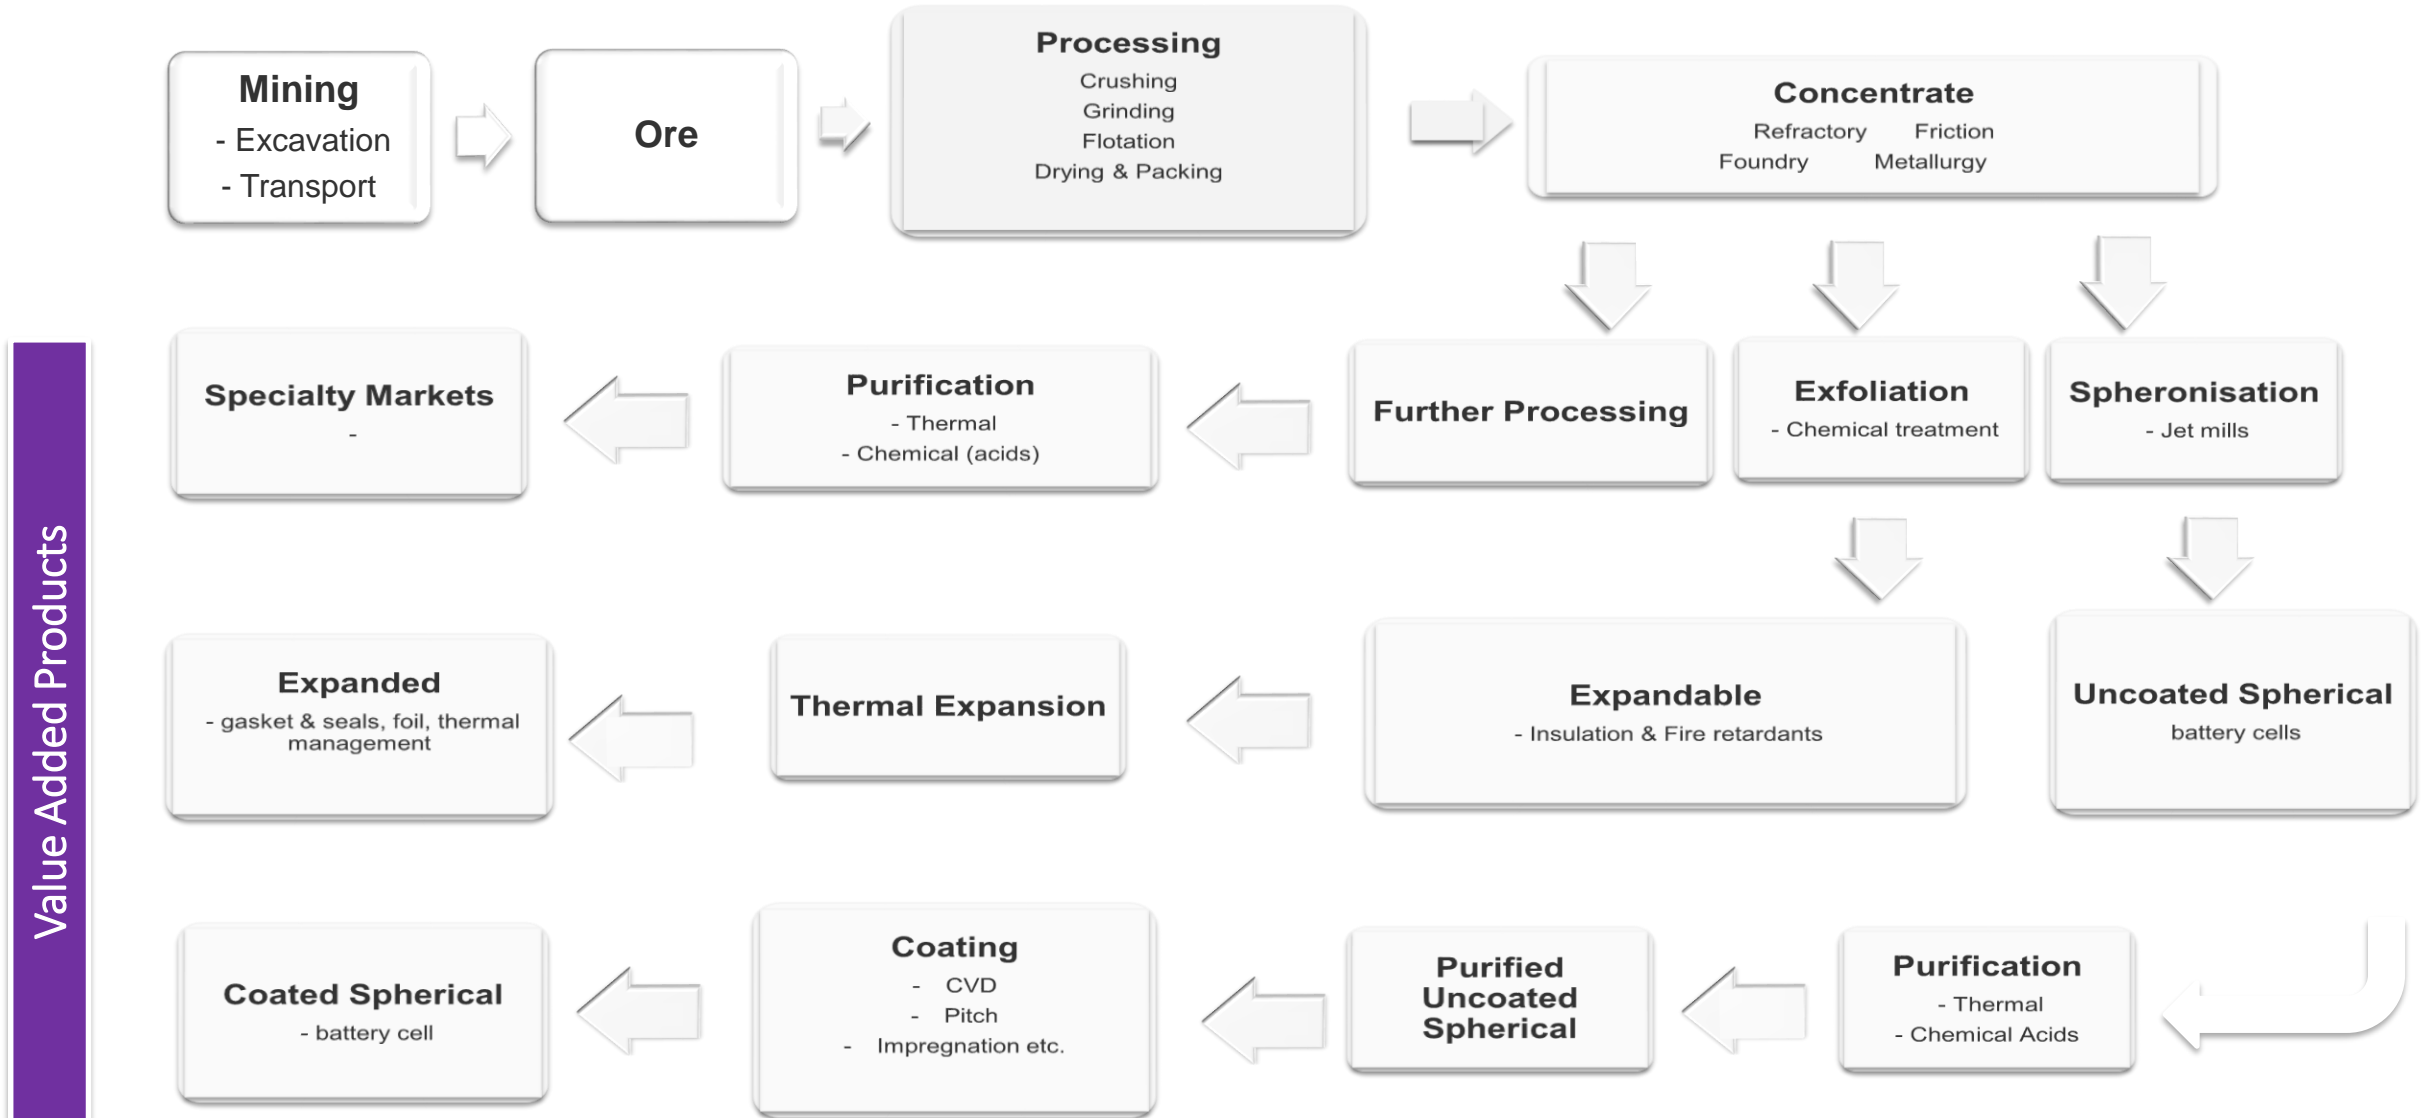 Mining
- Excavation
- Transport
Ore
Processing
Crushing
Grinding
Flotation
Drying & Packing
Concentrate
Refractory Friction
Foundry Metallurgy
Value Added Products
Specialty Markets
-
Purification
- Thermal
- Chemical (acids)
Further Processing
Exfoliation
- Chemical treatment
Spheronisation
- Jet mills
Expanded
- gasket & seals, foil, thermal
management
Thermal Expansion
Expandable
- Insulation & Fire retardants
Uncoated Spherical
battery cells
Coated Spherical
- battery cell
Coating
- CVD
- Pitch
- Impregnation etc.
Purified
Uncoated
Spherical
Purification
- Thermal
- Chemical Acids